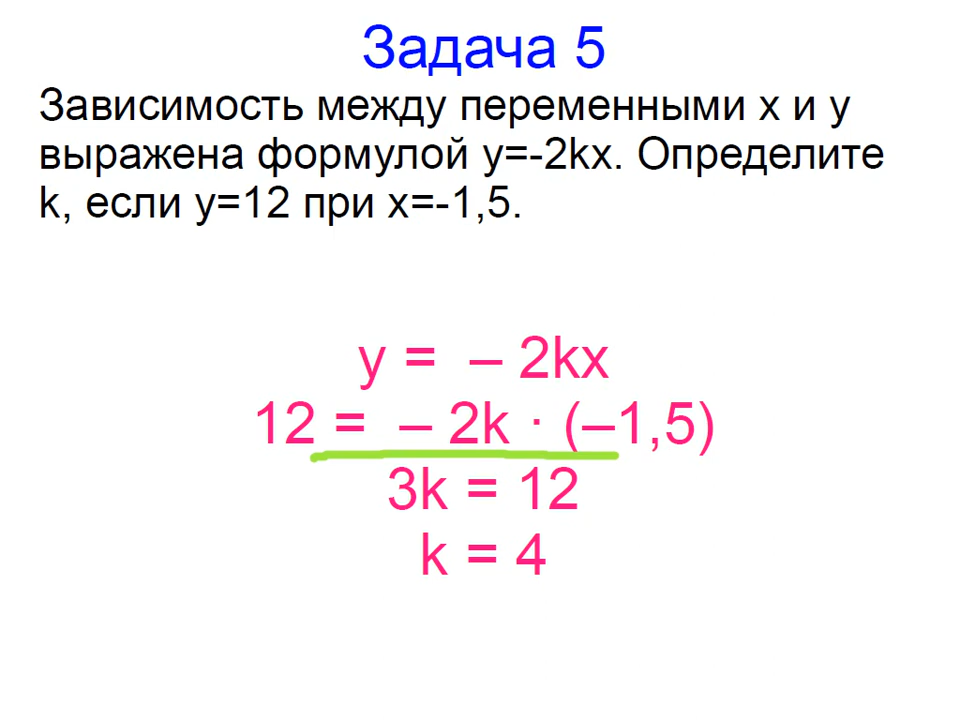 Задача 5
Зависимость между переменными x и y
выражена формулой y=-2kx. Определите
k, если y=12 при x=-1,5.
y = – 2kx
12 = – 2k · (–1,5)
3k = 12
k = 4